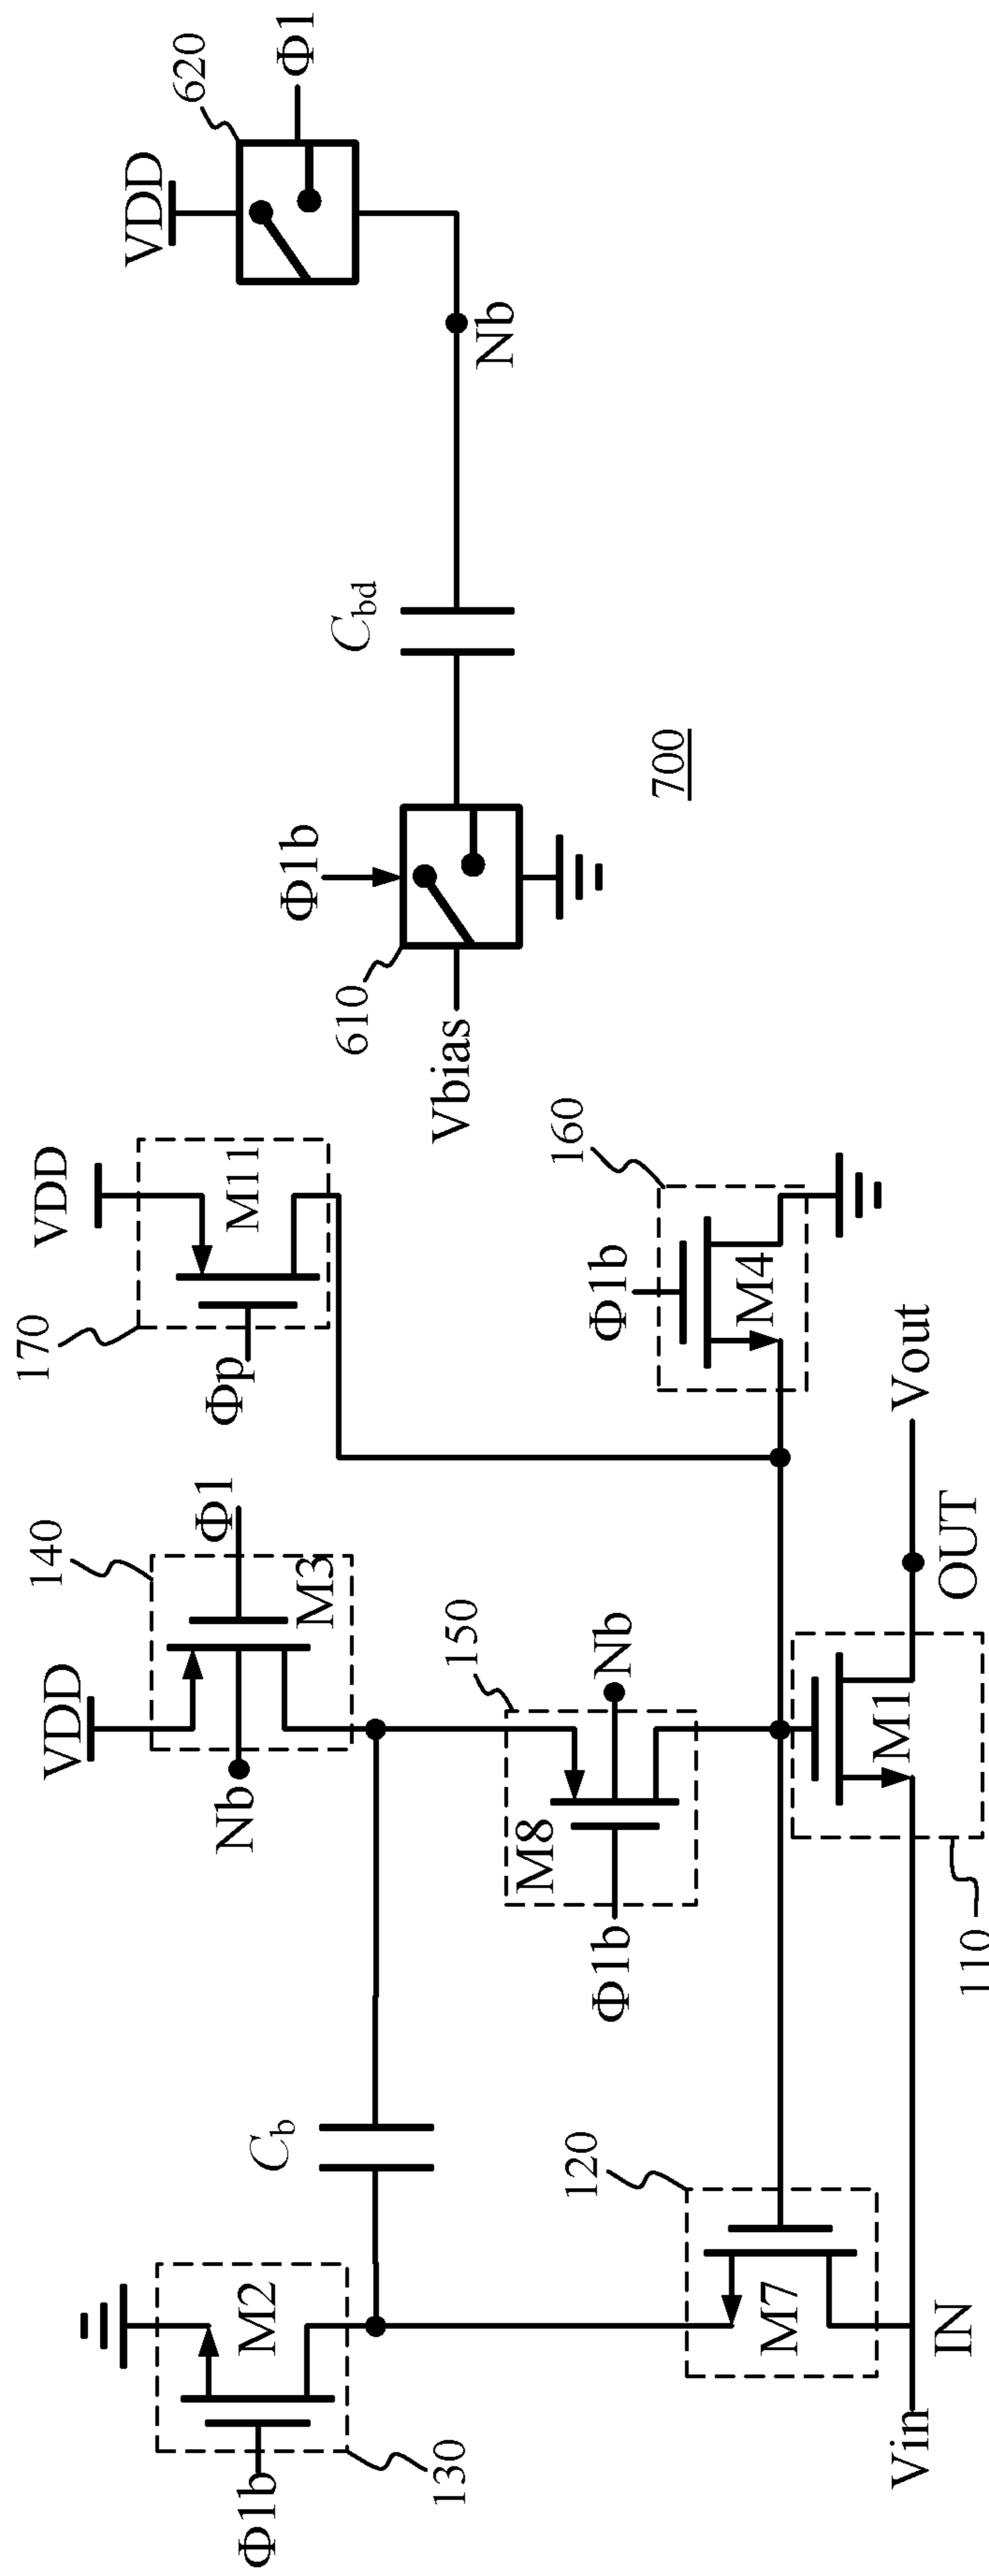 VDD
620
Φ1
Nb
Cbd
Φ1b
610
Vbias
700
VDD
170
M11
Φp
160
Φ1b
M4
140
VDD
Φ1
M3
Nb
150
Nb
M8
Φ1b
Vout
OUT
M1
110
Cb
120
M7
M2
130
Φ1b
IN
Vin